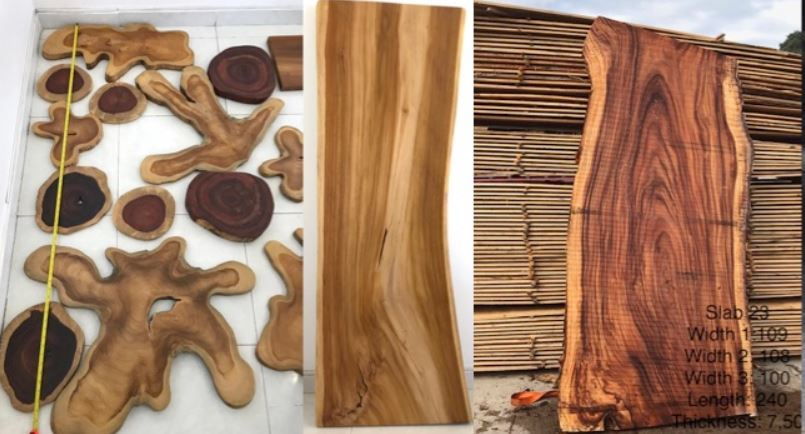 Slab 23
Width 1:109
Width 2: 108
Width 3: 100
Length: 240
Thickness: 7,50